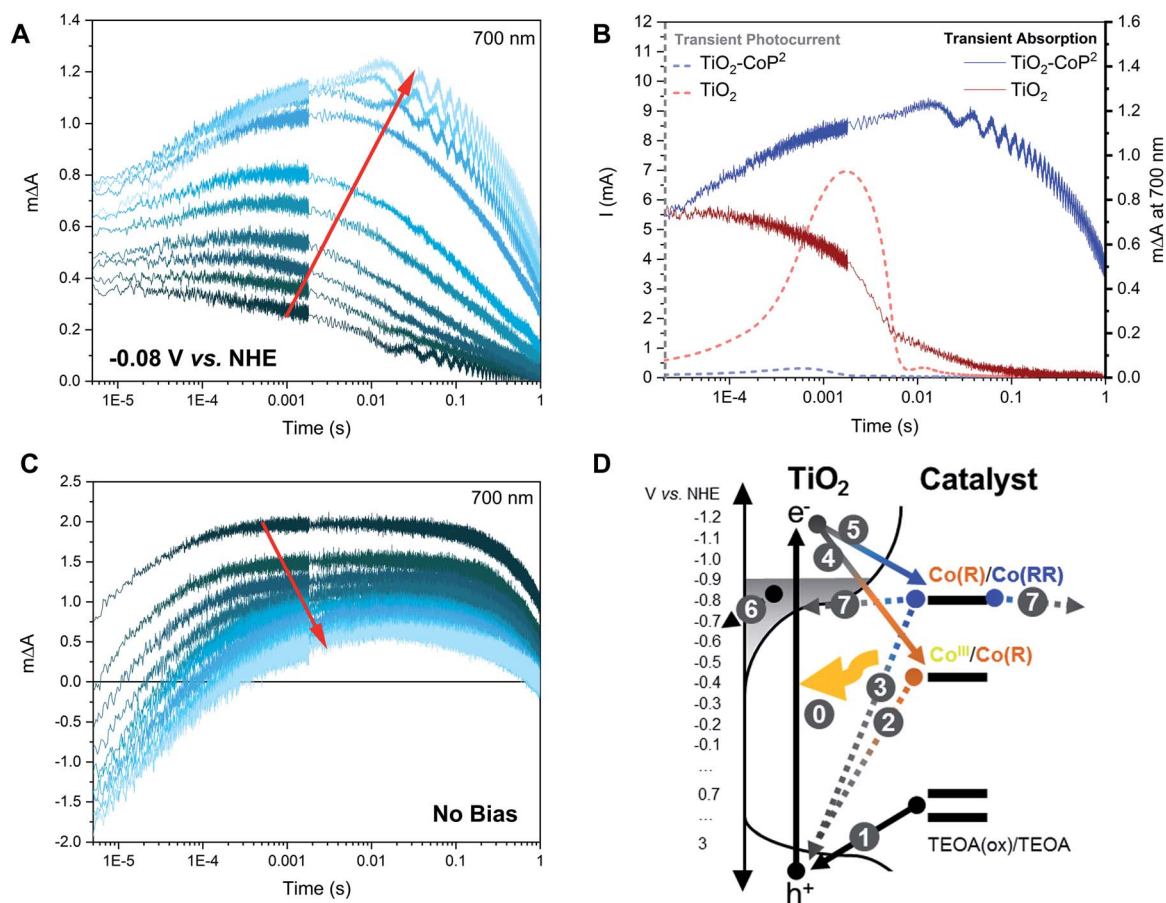 A
700 nm
1.4
1.2
1.0
0.8
0.6
0.4
0.2
0.0
mΔΔA
-0.08 V vs. NHE
1E-5 1E-4 0.001 0.01 0.1 1
Time (s)
B
Transient Photocurrent
TiO2-CoP2
TiO2
Transient Absorption
TiO2-CoP2
TiO2
12
11
10
9
8
7
6
5
4
3
2
1
0
I (mA)
1.6
1.4
1.2
1.0
0.8
0.6
0.4
0.2
0.0
mΔΔA at 700 nm
1E-4 0.001 0.01 0.1 1
Time (s)
C
700 nm
2.5
2.0
1.5
1.0
0.5
0.0
-0.5
-1.0
-1.5
-2.0
mΔΔA
No Bias
1E-5 1E-4 0.001 0.01 0.1 1
Time (s)
D
TiO2 Catalyst
V vs. NHE
-1.2
-1.1
-1.0
-0.9
-0.8
-0.7
-0.6
-0.5
-0.4
-0.3
-0.2
-0.1
...
0.7
...
3
e-
5
4
Co(R)/Co(RR)
6
7
7
CoIII/Co(R)
3
0
2
1
TEOA(ox)/TEOA
h+